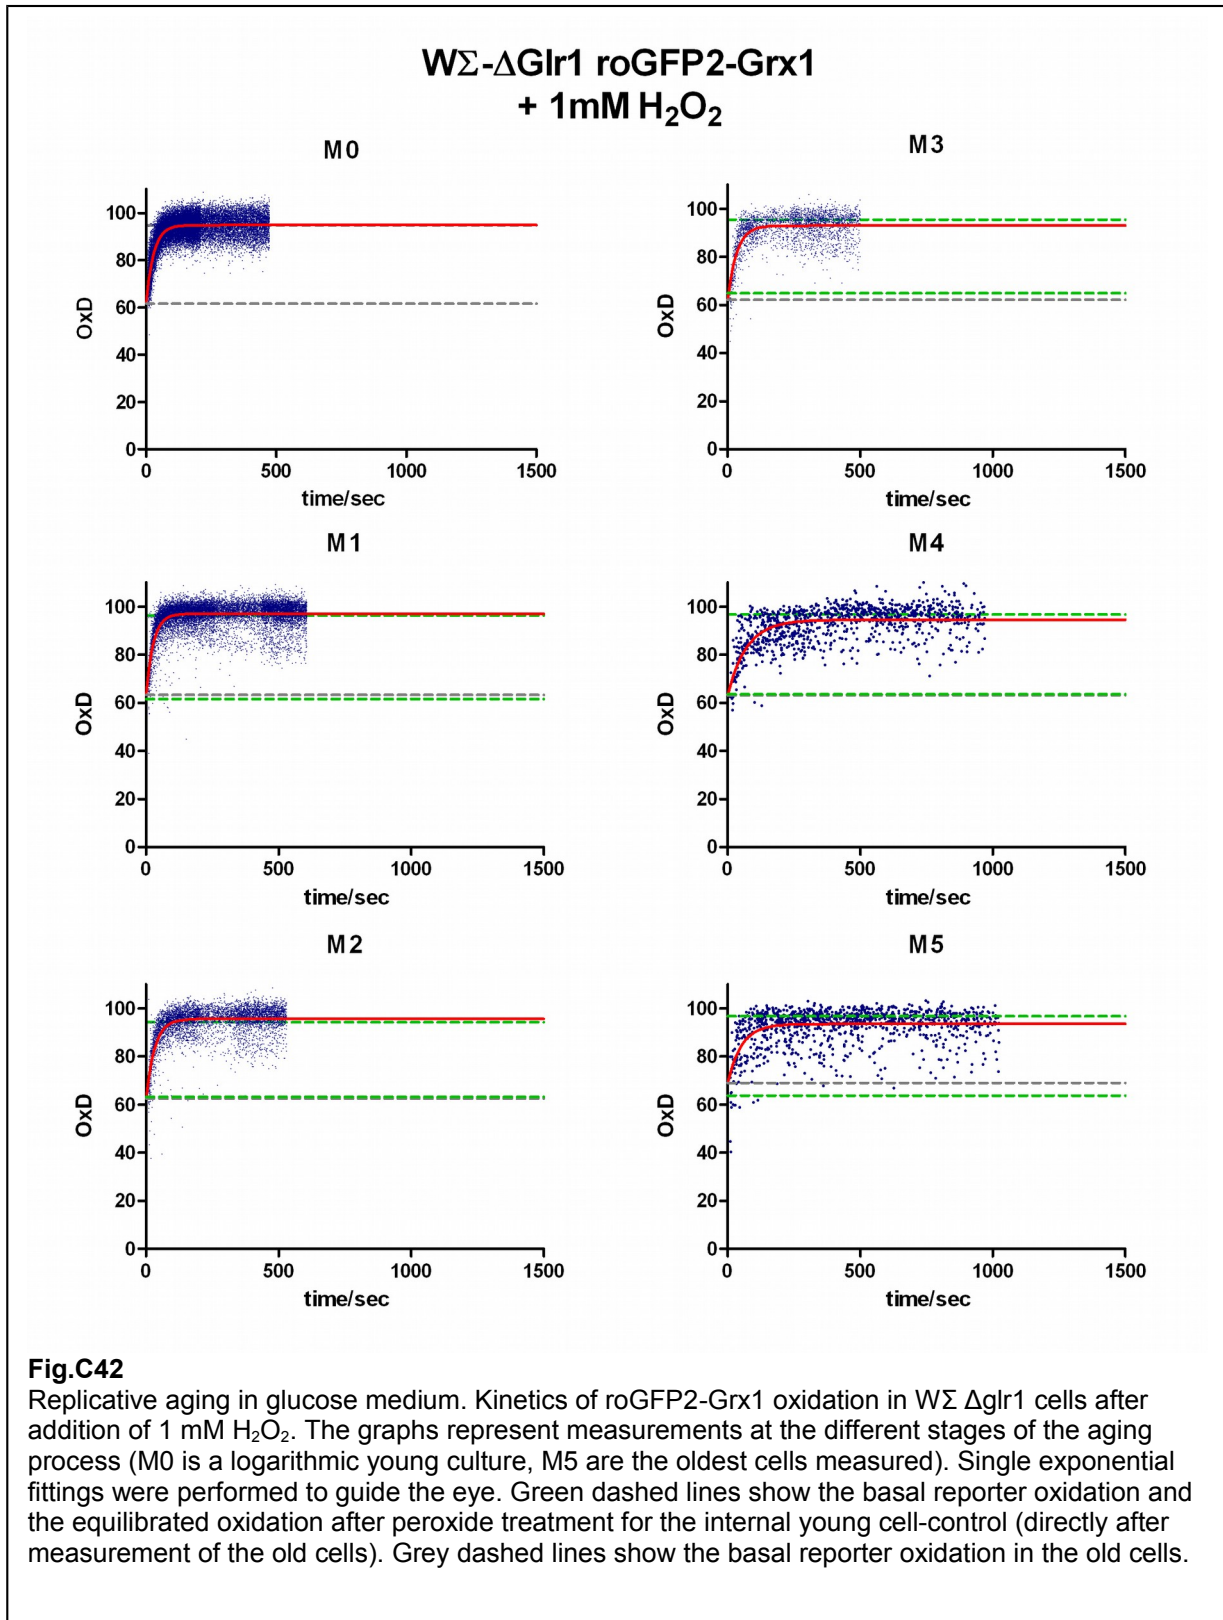 WΣ-ΔGlr1 roGFP2-Grx1
+ 1mM H₂O₂
M0
100
80
60
40
20
0
OxD
0 500 1000 1500
time/sec
M3
100
80
60
40
20
0
OxD
0 500 1000 1500
time/sec
M1
100
80
60
40
20
0
OxD
0 500 1000 1500
time/sec
M4
100
80
60
40
20
0
OxD
0 500 1000 1500
time/sec
M2
100
80
60
40
20
0
OxD
0 500 1000 1500
time/sec
M5
100
80
60
40
20
0
OxD
0 500 1000 1500
time/sec
Fig.C42
Replicative aging in glucose medium. Kinetics of roGFP2-Grx1 oxidation in WΣ Δglr1 cells after
addition of 1 mM H₂O₂. The graphs represent measurements at the different stages of the aging
process (M0 is a logarithmic young culture, M5 are the oldest cells measured). Single exponential
fittings were performed to guide the eye. Green dashed lines show the basal reporter oxidation and
the equilibrated oxidation after peroxide treatment for the internal young cell-control (directly after
measurement of the old cells). Grey dashed lines show the basal reporter oxidation in the old cells.